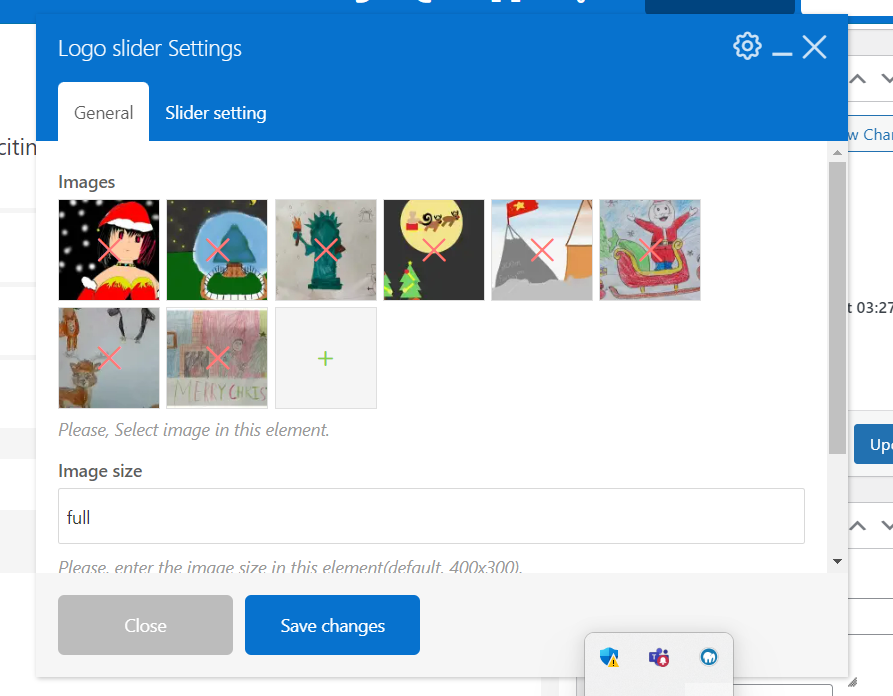 Logo slider Settings
General
Slider setting
citin
w Char
Images
t 03:27
MERRY CHRIS
Please, Select image in this element.
Image size
Upd
full
Please, enter the image size in this element(default, 400x300).
Close
Save changes